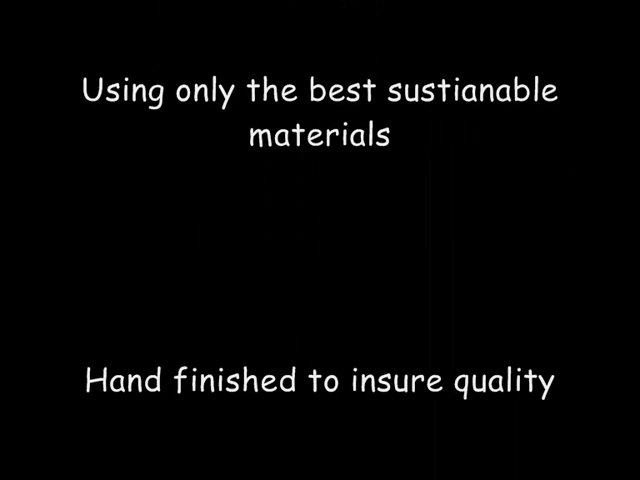 Using only the best sustianable
materials
Hand finished to insure quality